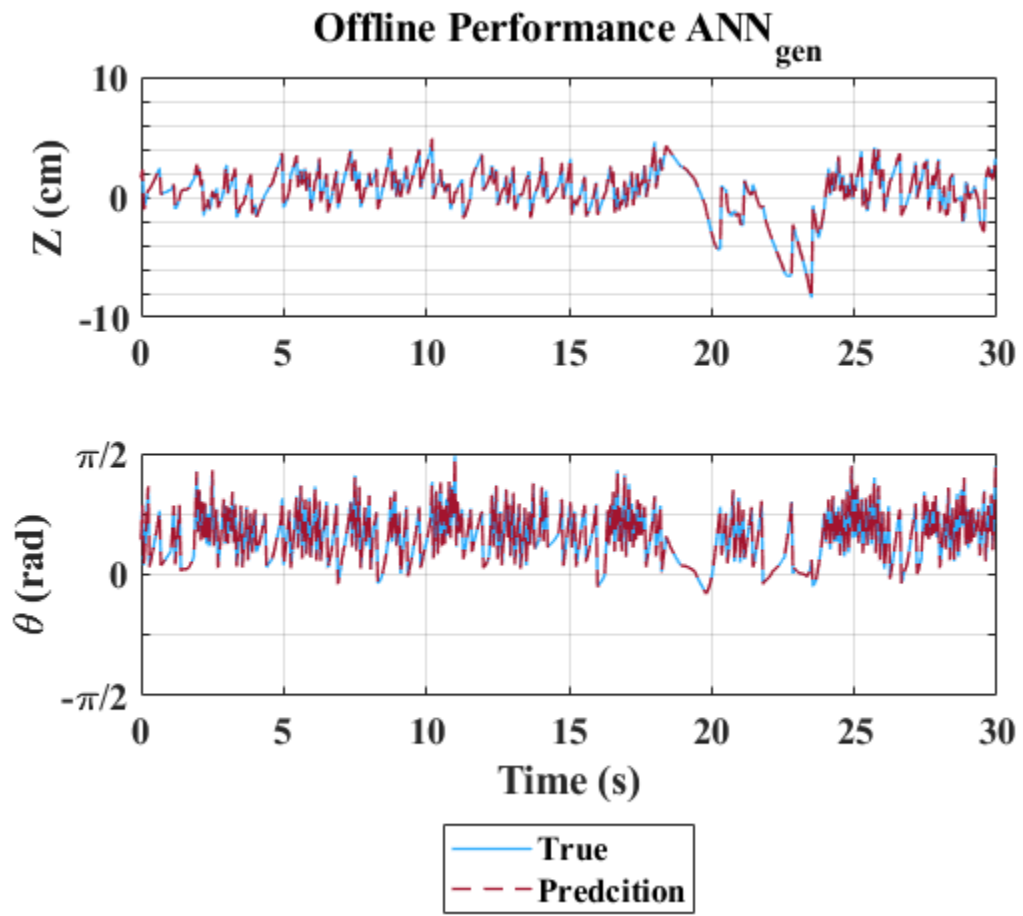 Offline Performance ANN_gen
Z (cm)
10
0
-10
0 5 10 15 20 25 30
θ (rad)
π/2
0
-π/2
0 5 10 15 20 25 30
Time (s)
True
Predcition